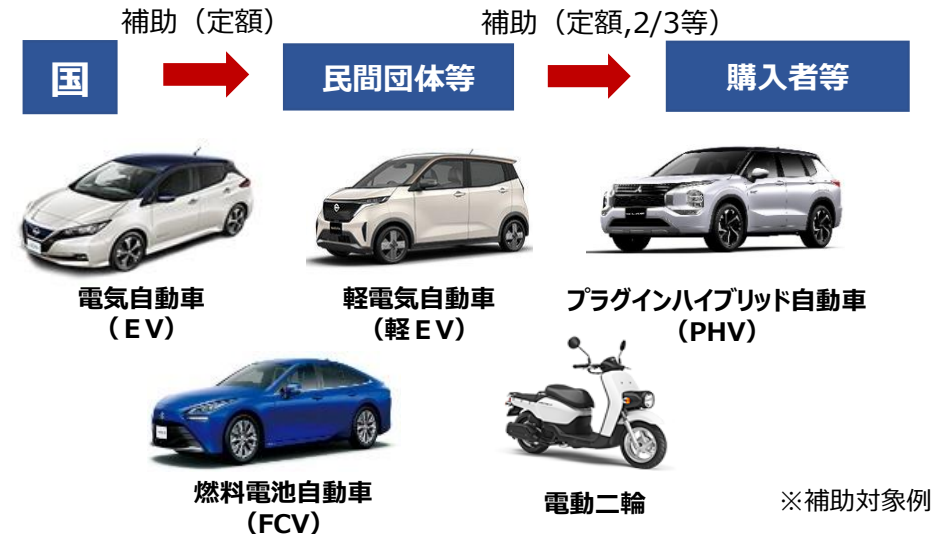 補助（定額）
補助（定額,2/3等）
国
民間団体等
購入者等
電気自動車
（ＥV）
軽電気自動車
（軽ＥV）
プラグインハイブリッド自動車
（PHV）
燃料電池自動車
（FCV）
電動二輪
※補助対象例